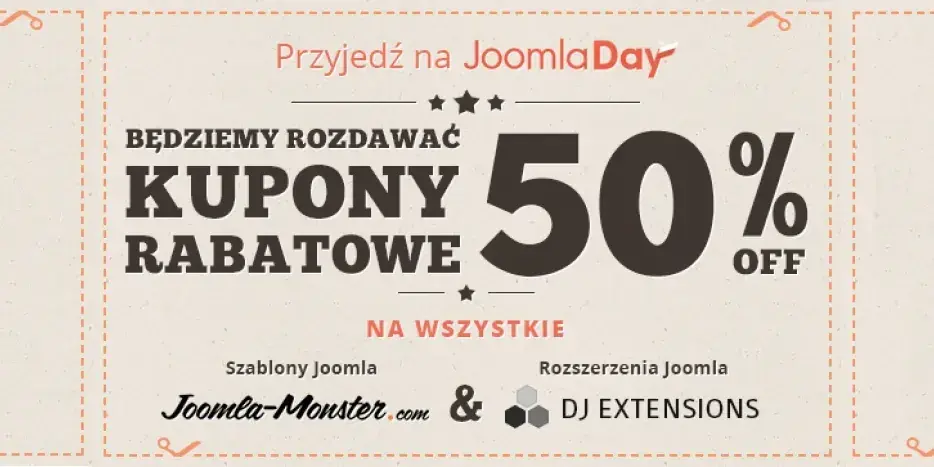 Przyjedź na JoomlaDay
BĘDZIEMY ROZDAWAĆ
KUPONY
RABATOWE
50%
OFF
NA WSZYSTKIE
Szablony Joomla
Joomla-Monster.com
&
Rozszerzenia Joomla
DJ EXTENSIONS